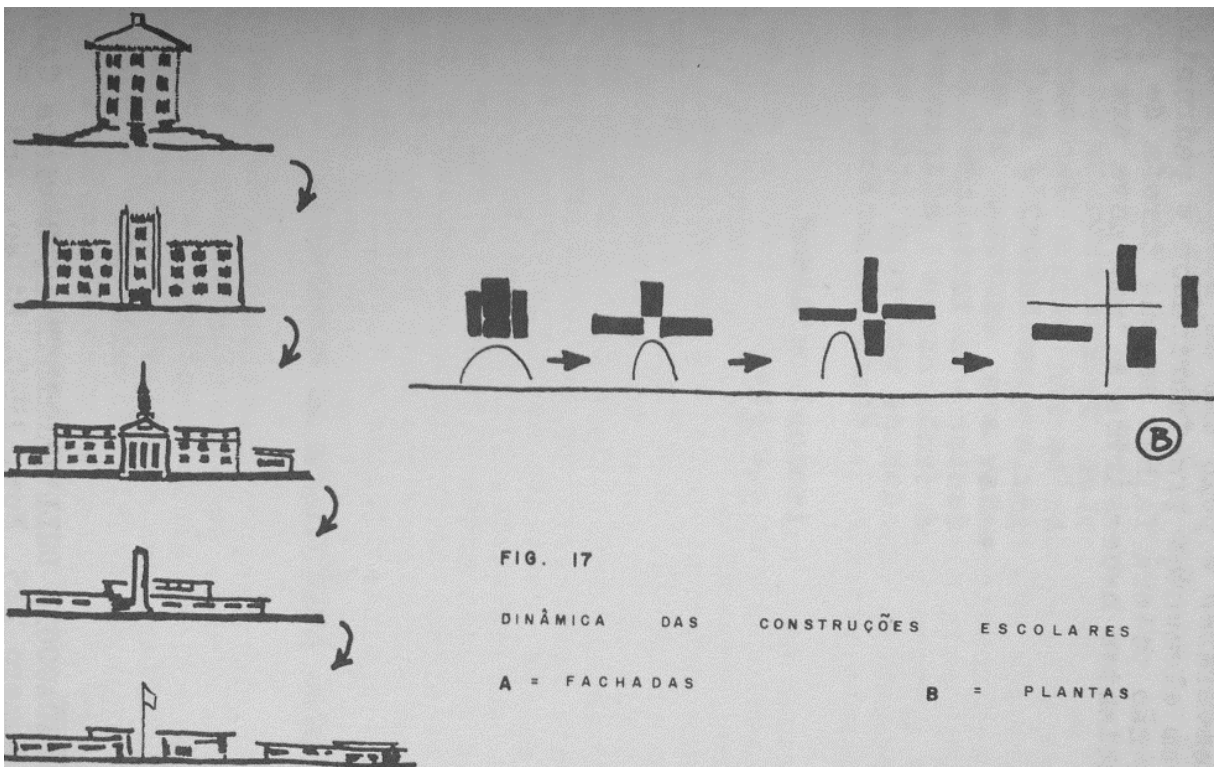 B
FIG. 17
DINÂMICA DAS CONSTRUÇÕES ESCOLARES
A = FACHADAS B = PLANTAS